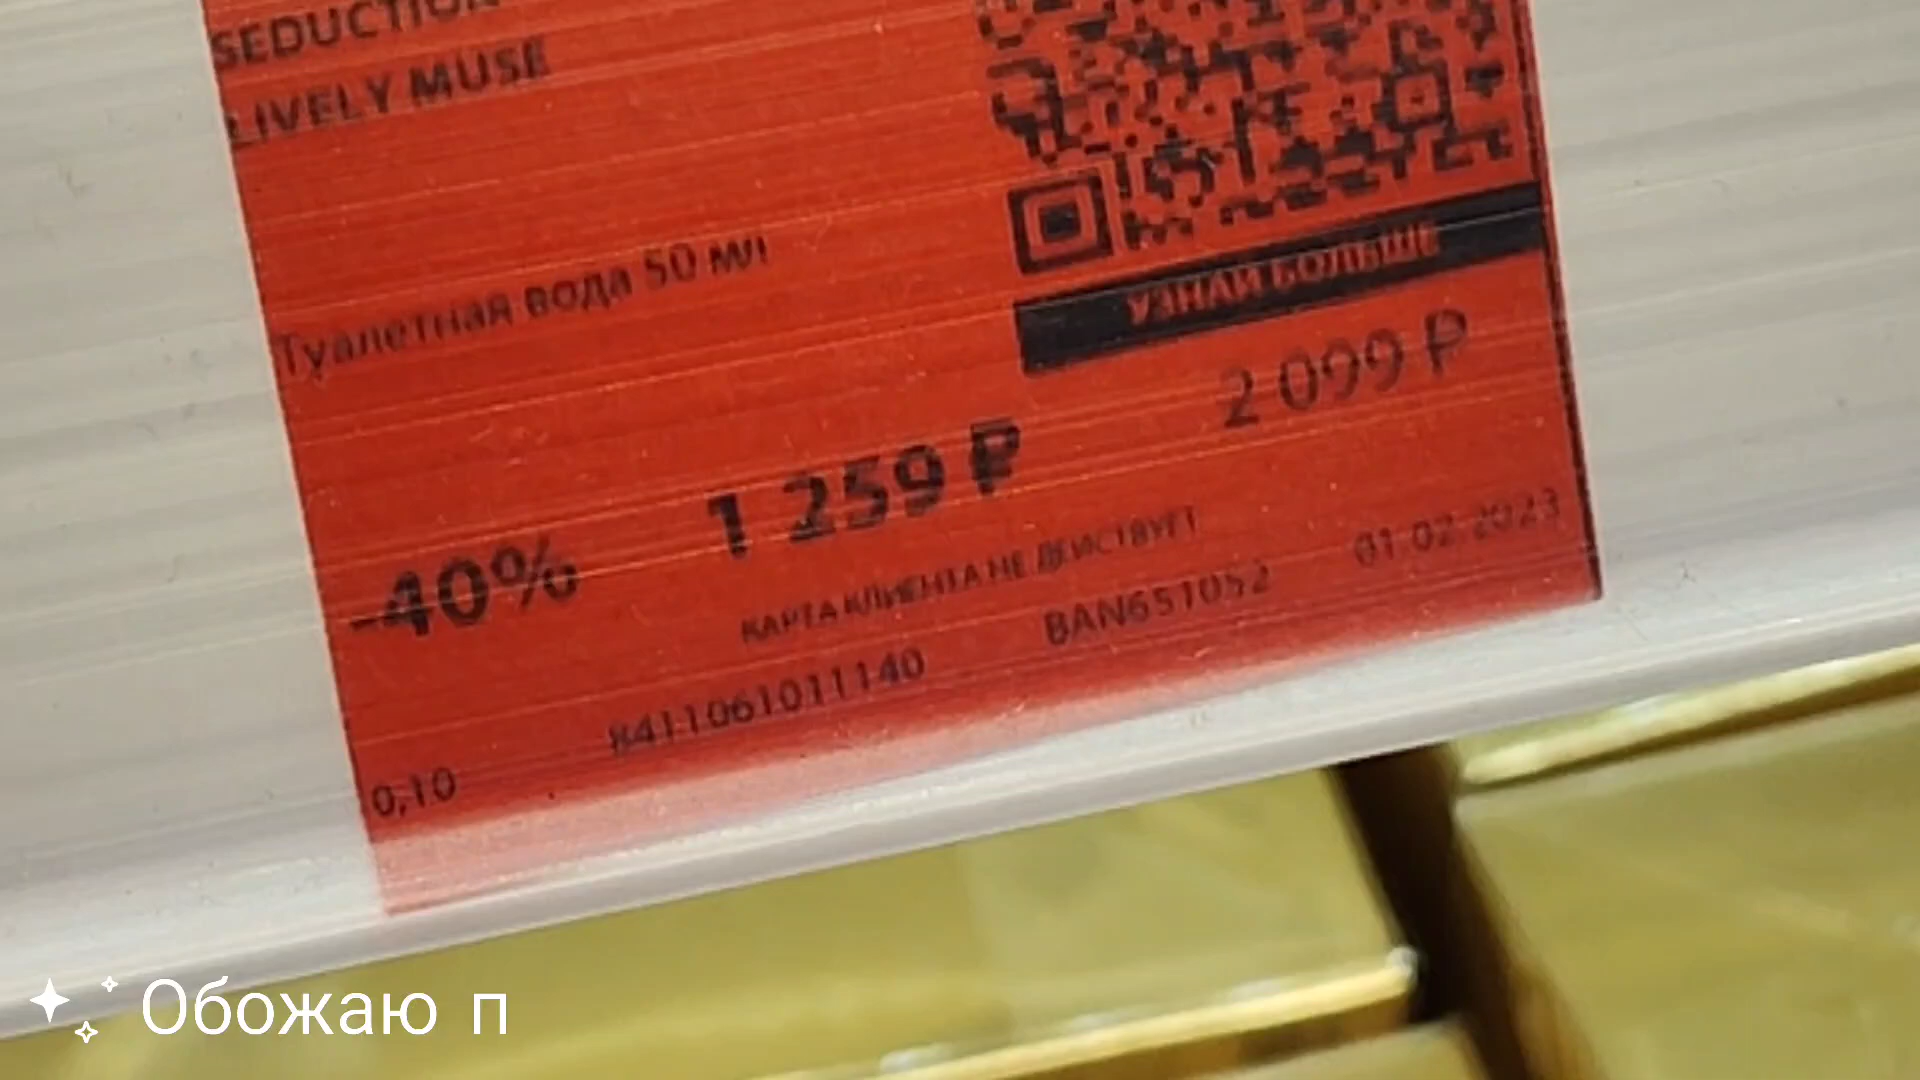 SEDUCTION
LIVELY MUSE
Туалетная вода 50 мл
УЗНАЙ БОЛЬШЕ
2 099 ₽
-40%
1 259 ₽
КАРТА КЛИЕНТА НЕ ДЕЙСТВУЕТ
0,10
8411061011140
BAN651052
01.02.2023
Обожаю п